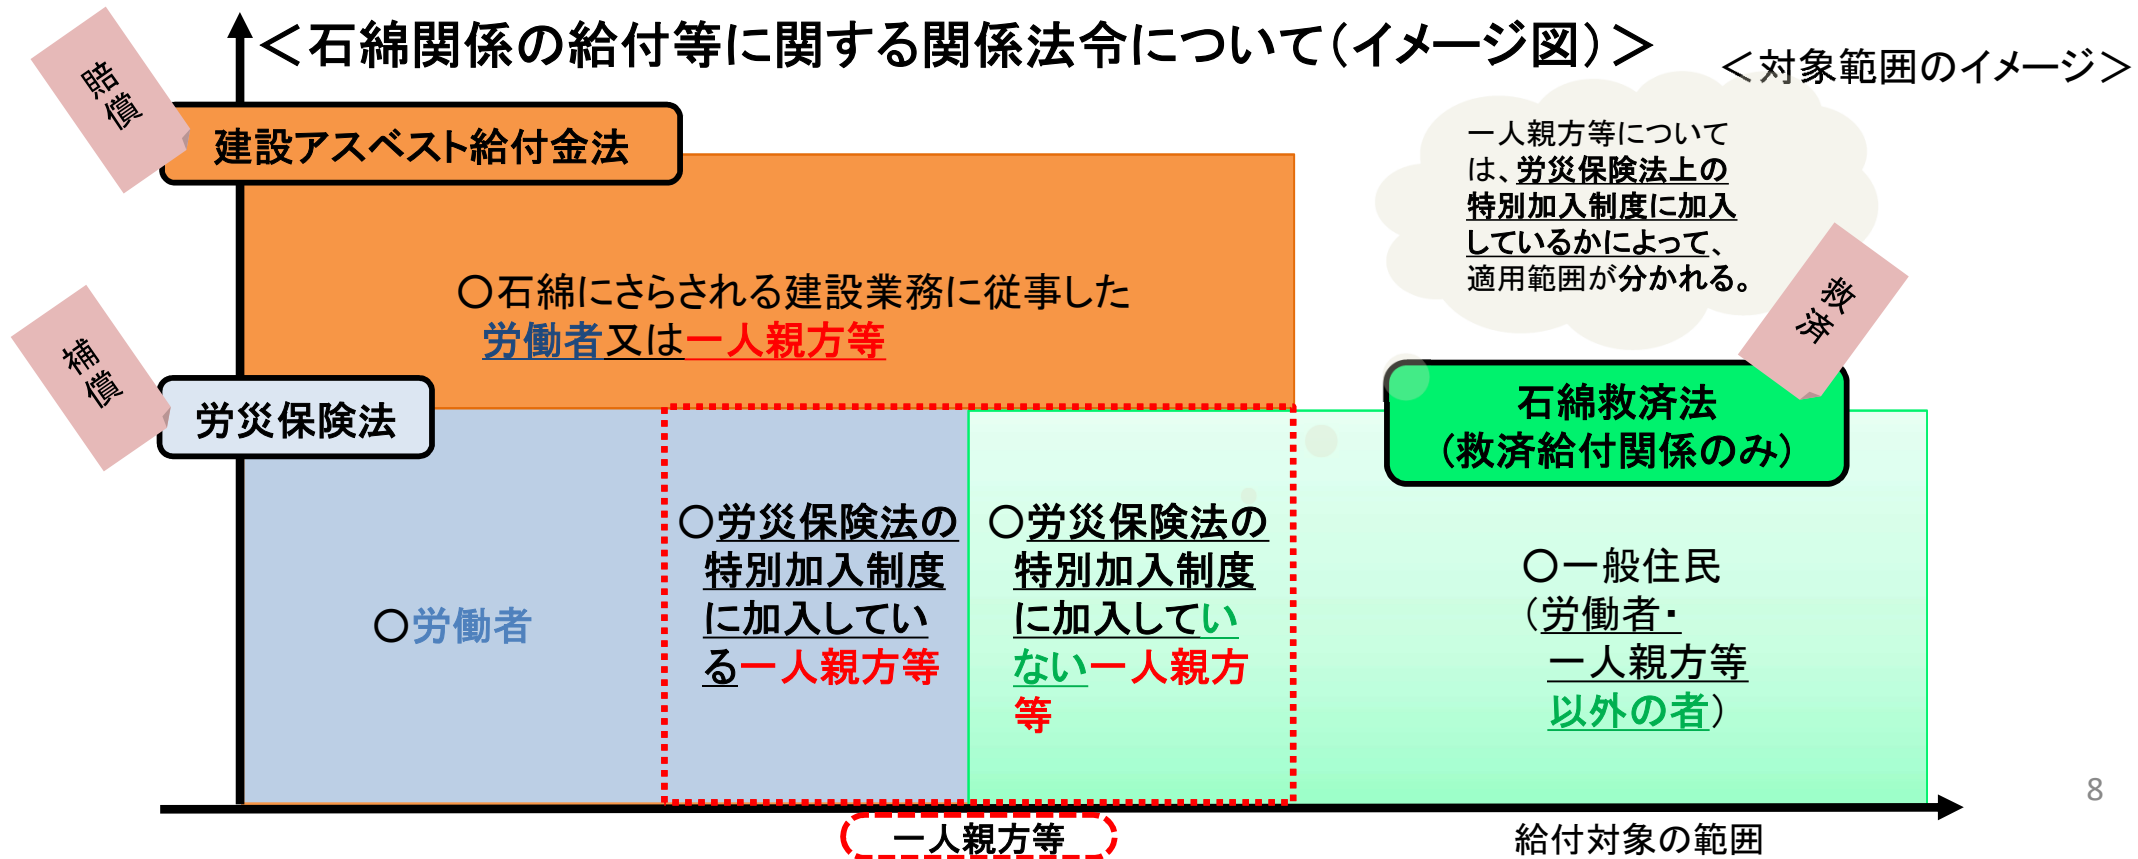 ＜石綿関係の給付等に関する関係法令について（イメージ図）＞
＜対象範囲のイメージ＞
賠償
建設アスベスト給付金法
一人親方等について
は、労災保険法上の
特別加入制度に加入
しているかによって、
適用範囲が分かれる。
○石綿にさらされる建設業務に従事した
労働者又は一人親方等
補償
労災保険法
救済
石綿救済法
（救済給付関係のみ）
○労働者
○労災保険法の
特別加入制度
に加入してい
る一人親方等
○労災保険法の
特別加入制度
に加入してい
ない一人親方
等
○一般住民
（労働者・
一人親方等
以外の者）
一人親方等
給付対象の範囲
8